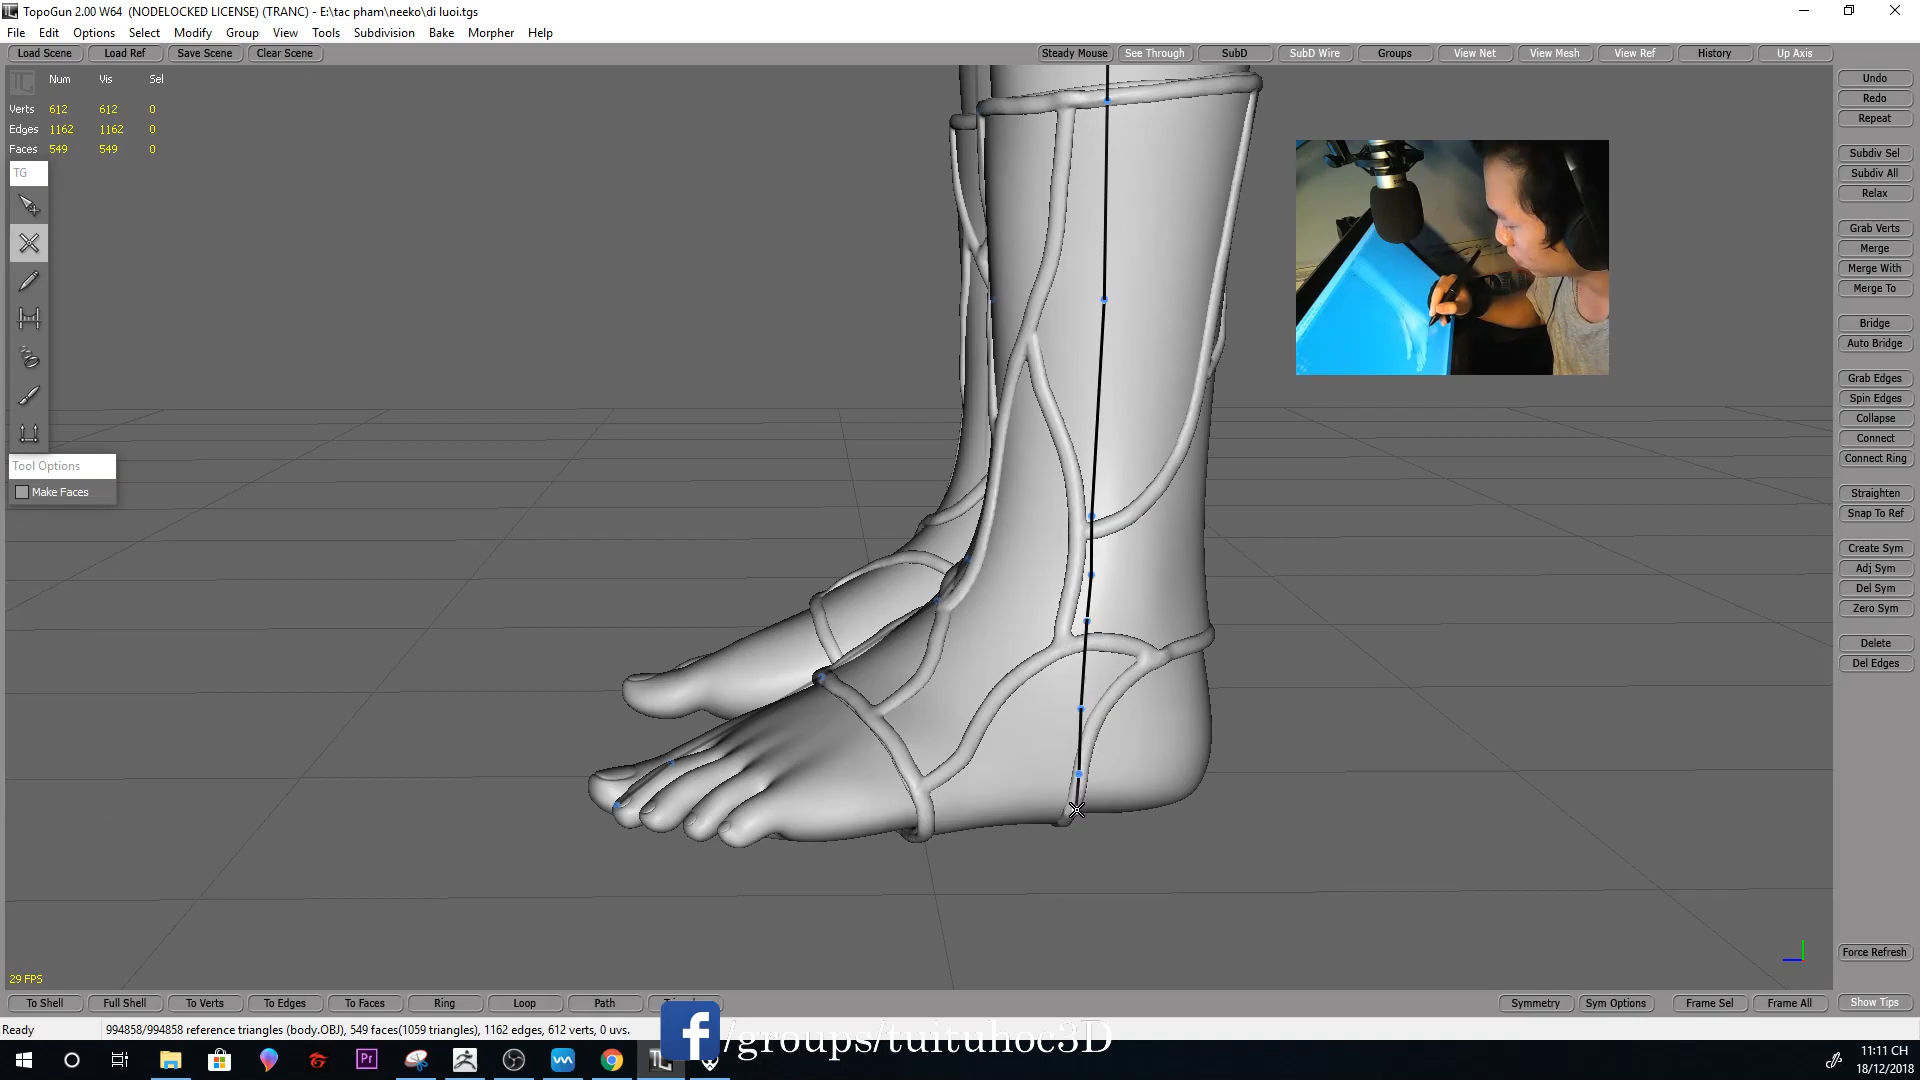 TopoGun 2.00 W64  (NODELOCKED LICENSE) (TRANC) - E:\tac pham\neeko\di luoi.tgs
File Edit Options Select Modify Group View Tools Subdivision Bake Morpher Help
Load Scene Load Ref Save Scene Clear Scene Steady Mouse See Through SubD SubD Wire Groups View Net View Mesh View Ref History Up Axis
Num Vis Sel
Verts 612 612 0
Edges 1162 1162 0
Faces 549 549 0
TG
Tool Options
Make Faces
Undo
Redo
Repeat
Subdiv Sel
Subdiv All
Relax
Grab Verts
Merge
Merge With
Merge To
Bridge
Auto Bridge
Grab Edges
Spin Edges
Collapse
Connect
Connect Ring
Straighten
Snap To Ref
Create Sym
Adj Sym
Del Sym
Zero Sym
Delete
Del Edges
Force Refresh
29 FPS
To Shell Full Shell To Verts To Edges To Faces Ring Loop Path Symmetry Sym Options Frame Sel Frame All Show Tips
Ready 994858/994858 reference triangles (body.OBJ), 549 faces(1059 triangles), 1162 edges, 612 verts, 0 uvs.
f /groups/tuituhoc3D
Pr
11:11 CH
18/12/2018